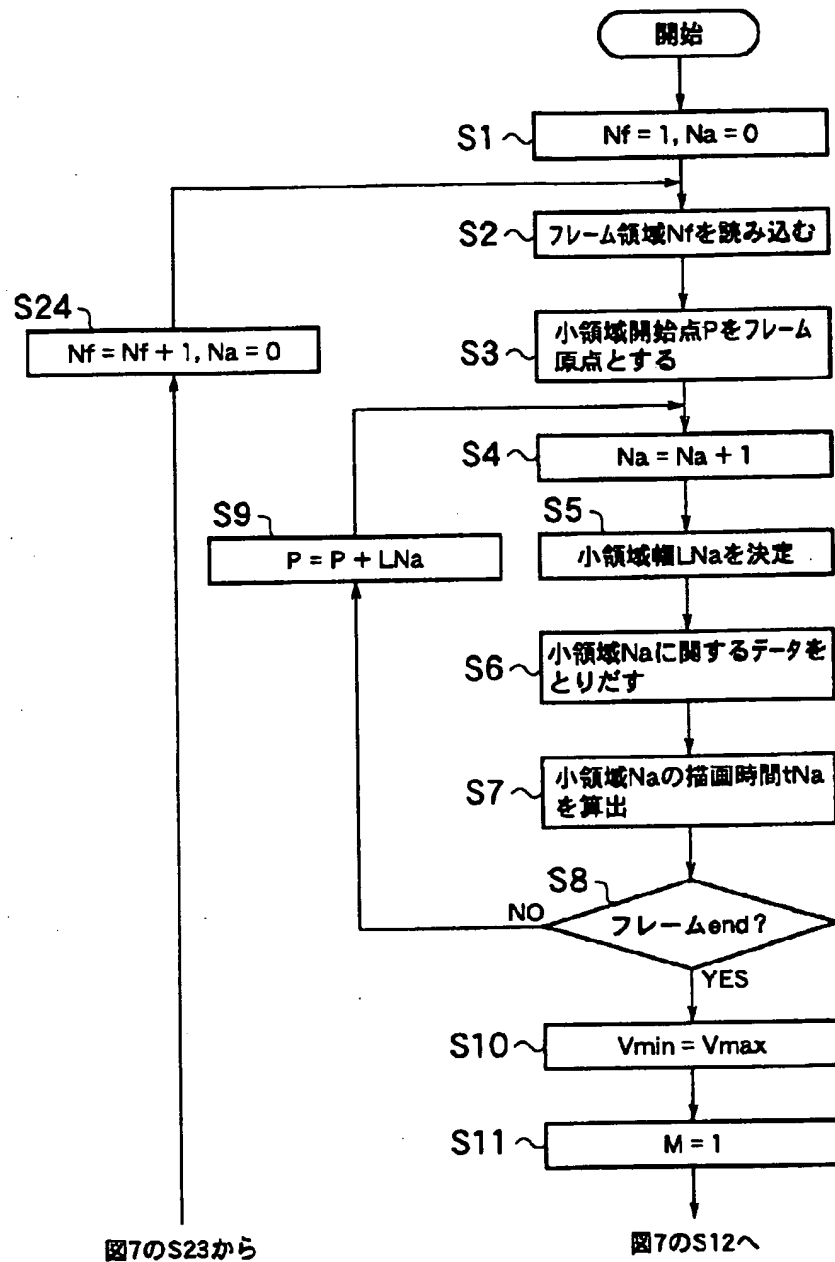 開始
S1
Nf = 1, Na = 0
S2
フレーム領域Nfを読み込む
S24
Nf = Nf + 1, Na = 0
S3
小領域開始点Pをフレーム
原点とする
S4
Na = Na + 1
S9
P = P + LNa
S5
小領域幅LNaを決定
S6
小領域Naに関するデータを
とりだす
S7
小領域Naの描画時間tNa
を算出
S8
NO
フレームend?
YES
S10
Vmin = Vmax
S11
M = 1
図7のS23から
図7のS12へ